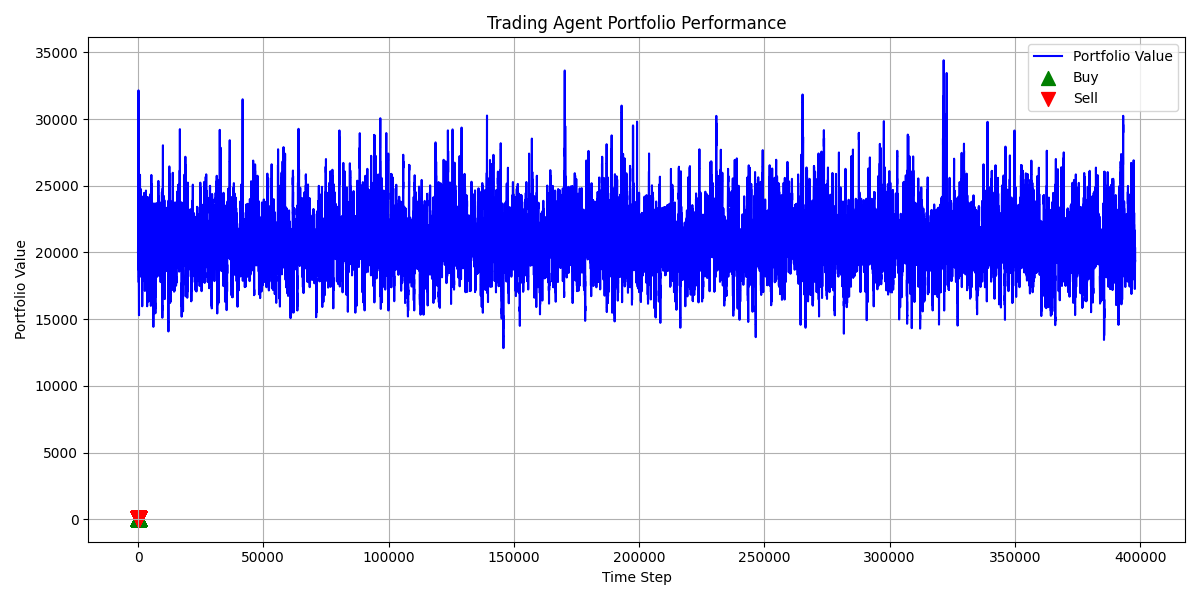 Trading Agent Portfolio Performance
Portfolio Value
Buy
Sell
35000
30000
25000
20000
15000
10000
5000
0
Portfolio Value
0 50000 100000 150000 200000 250000 300000 350000 400000
Time Step